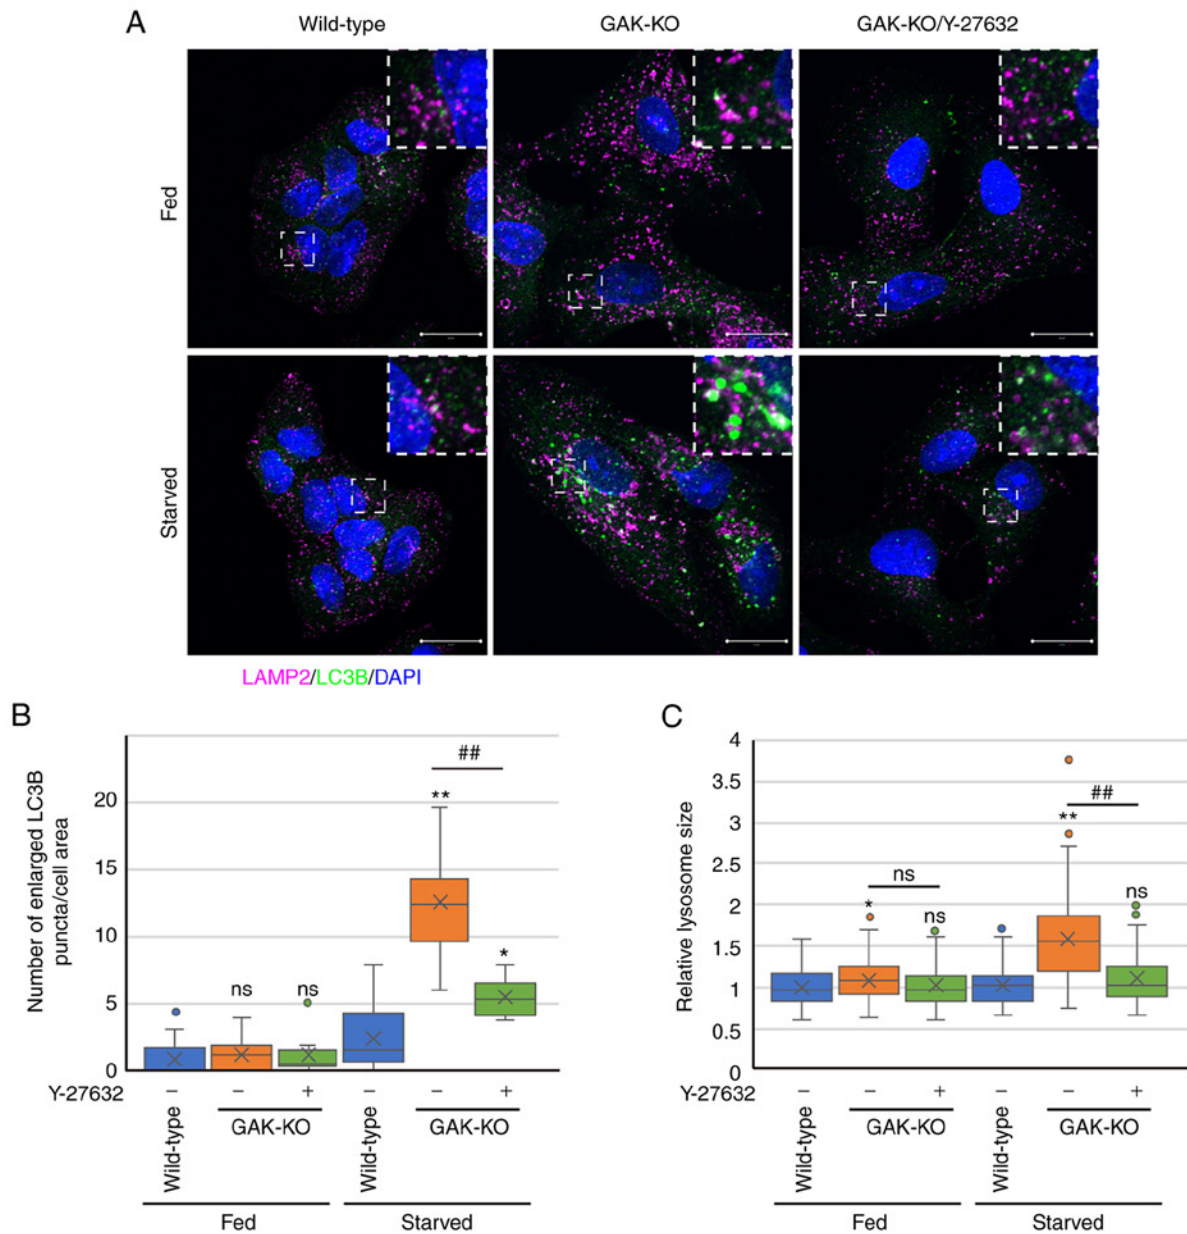 A
Wild-type
GAK-KO
GAK-KO/Y-27632
Fed
Starved
LAMP2/LC3B/DAPI
B
Number of enlarged LC3B
puncta/cell area
20
15
10
5
0
ns
ns
**
##
*
Y-27632
−
−
+
−
−
+
Wild-type
GAK-KO
Wild-type
GAK-KO
Fed
Starved
C
Relative lysosome size
4
3.5
3
2.5
2
1.5
1
0.5
0
*
ns
ns
**
##
ns
Y-27632
−
−
+
−
−
+
Wild-type
GAK-KO
Wild-type
GAK-KO
Fed
Starved